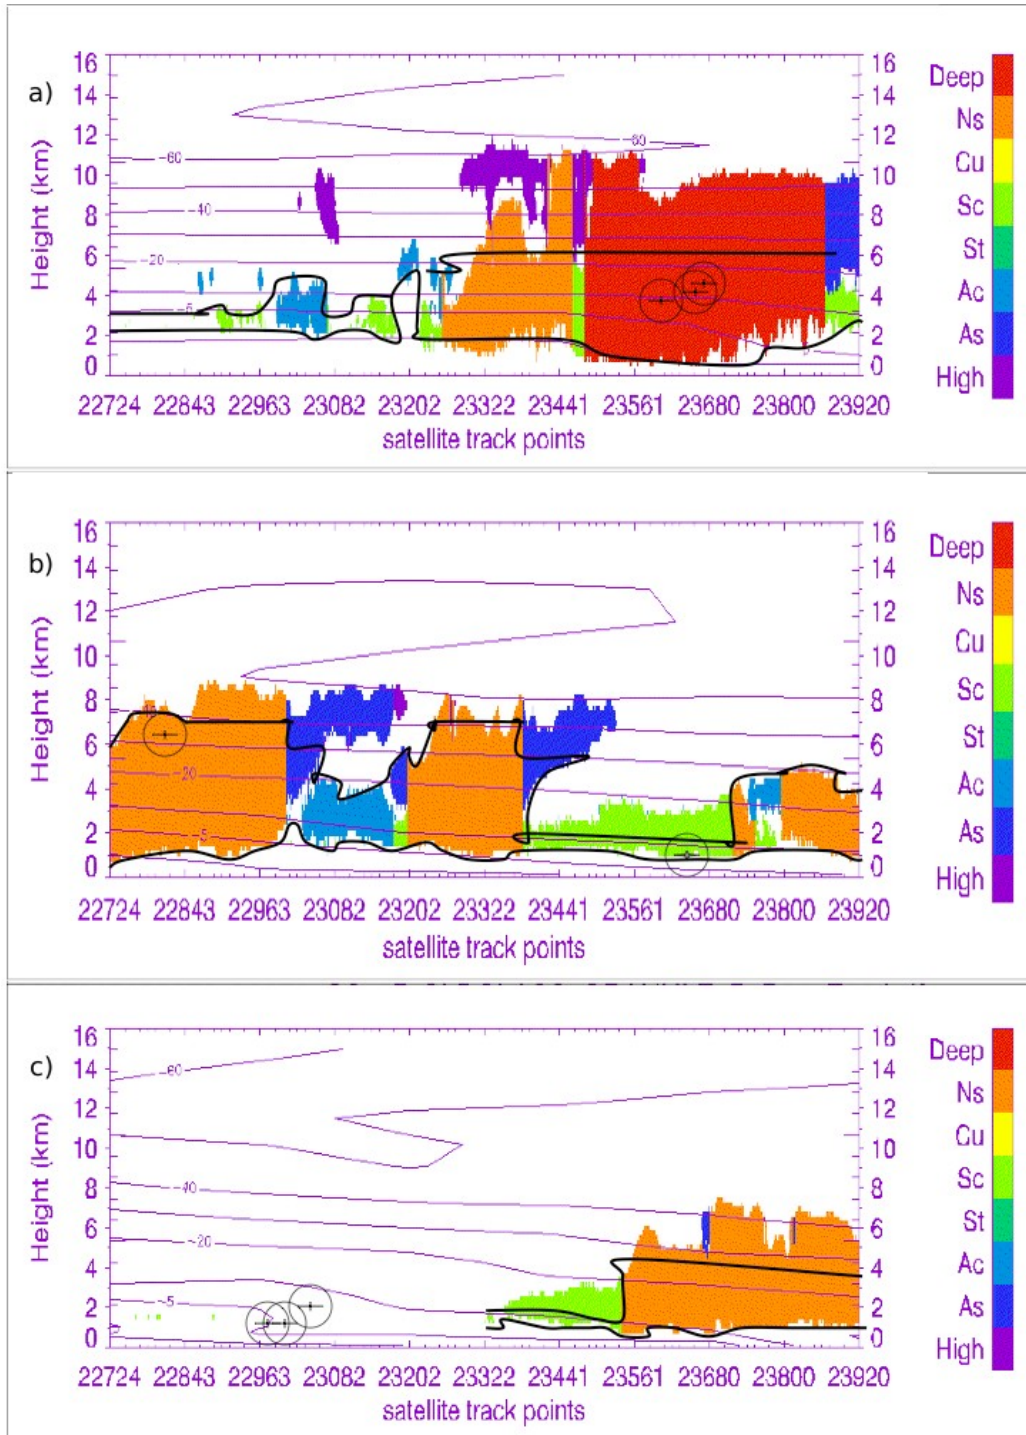 a)
Height (km)
16 14 12 10 8 6 4 2 0
-60
-60
-40
-20
-5
16 15 14 12 10 8 6 4 2 0
22724 22843 22963 23082 23202 23322 23441 23561 23680 23800 23920
satellite track points
Deep
Ns
Cu
Sc
St
Ac
As
High
b)
Height (km)
16 14 12 10 8 6 4 2 0
-20
-5
16 14 12 10 8 6 4 2 0
22724 22843 22963 23082 23202 23322 23441 23561 23680 23800 23920
satellite track points
Deep
Ns
Cu
Sc
St
Ac
As
High
c)
Height (km)
16 14 12 10 8 6 4 2 0
-60
-40
-20
-5
16 14 12 10 8 6 4 2 0
22724 22843 22963 23082 23202 23322 23441 23561 23680 23800 23920
satellite track points
Deep
Ns
Cu
Sc
St
Ac
As
High